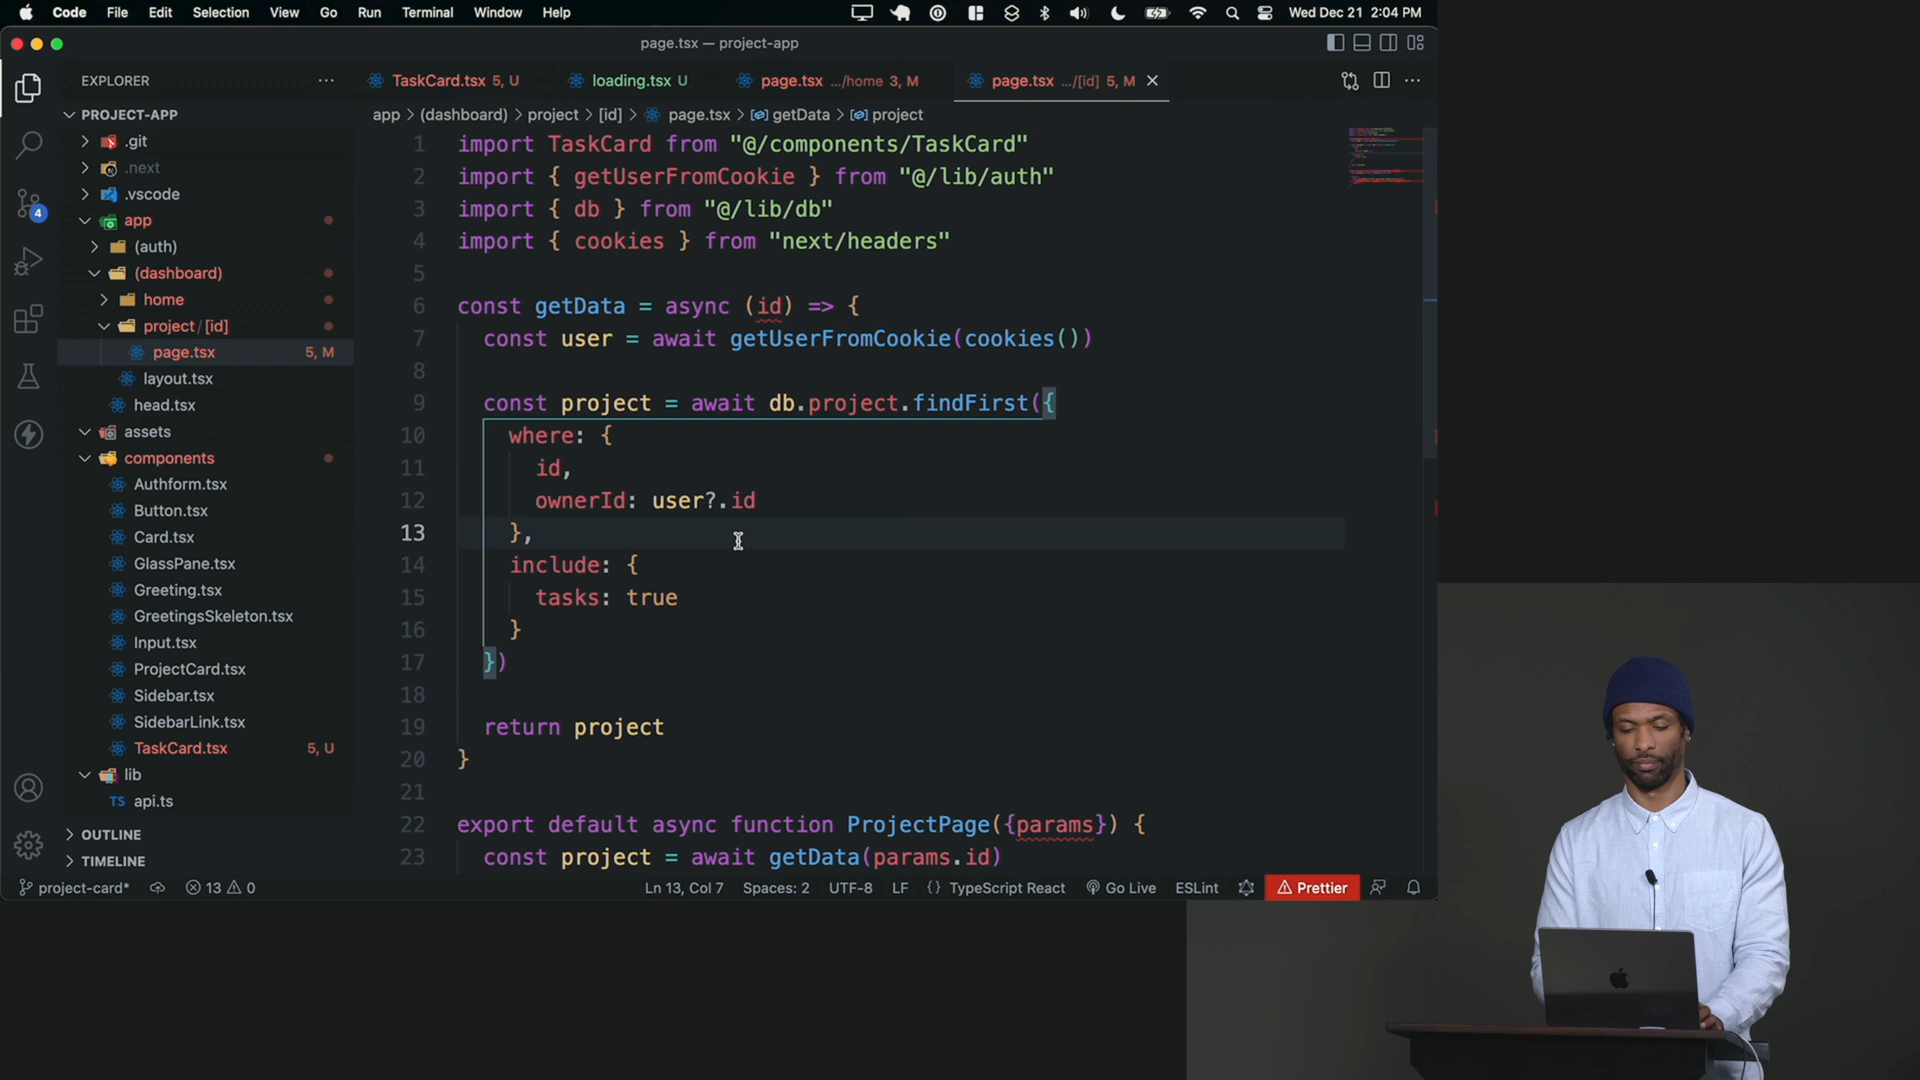 Code File Edit Selection View Go Run Terminal Window Help Wed Dec 21 2:04 PM
page.tsx — project-app
EXPLORER
TaskCard.tsx 5, U
loading.tsx U
page.tsx .../home 3, M
page.tsx .../[id] 5, M
app > (dashboard) > project > [id] > page.tsx > getData > project
PROJECT-APP
.git
.next
.vscode
app
(auth)
(dashboard)
home
project / [id]
page.tsx 5, M
layout.tsx
head.tsx
assets
components
Authform.tsx
Button.tsx
Card.tsx
GlassPane.tsx
Greeting.tsx
GreetingsSkeleton.tsx
Input.tsx
ProjectCard.tsx
Sidebar.tsx
SidebarLink.tsx
TaskCard.tsx 5, U
lib
TS api.ts
OUTLINE
TIMELINE
4
1 import TaskCard from "@/components/TaskCard"
2 import { getUserFromCookie } from "@/lib/auth"
3 import { db } from "@/lib/db"
4 import { cookies } from "next/headers"
5
6 const getData = async (id) => {
7 const user = await getUserFromCookie(cookies())
8
9 const project = await db.project.findFirst({
10 where: {
11 id,
12 ownerId: user?.id
13 },
14 include: {
15 tasks: true
16 }
17 })
18
19 return project
20 }
21
22 export default async function ProjectPage({params}) {
23 const project = await getData(params.id)
project-card* 13 0 Ln 13, Col 7 Spaces: 2 UTF-8 LF {} TypeScript React Go Live ESLint Prettier